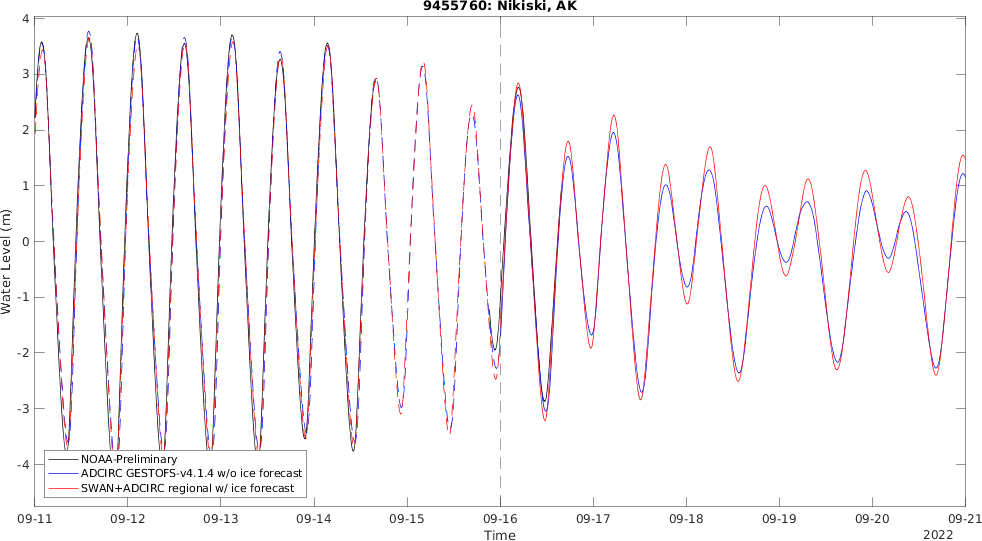 9455760: Nikiski, AK
4
3
2
1
0
-1
-2
-3
-4
Water Level (m)
NOAA-Preliminary
ADCIRC GESTOFS-v4.1.4 w/o ice forecast
SWAN+ADCIRC regional w/ ice forecast
09-11 09-12 09-13 09-14 09-15 09-16 09-17 09-18 09-19 09-20 09-21
Time
2022